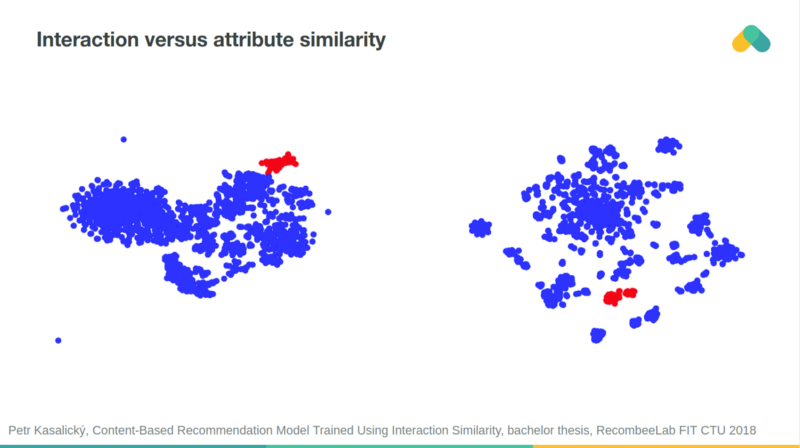 Interaction versus attribute similarity
Petr Kasalický, Content-Based Recommendation Model Trained Using Interaction Similarity, bachelor thesis, RecombeeLab FIT CTU 2018